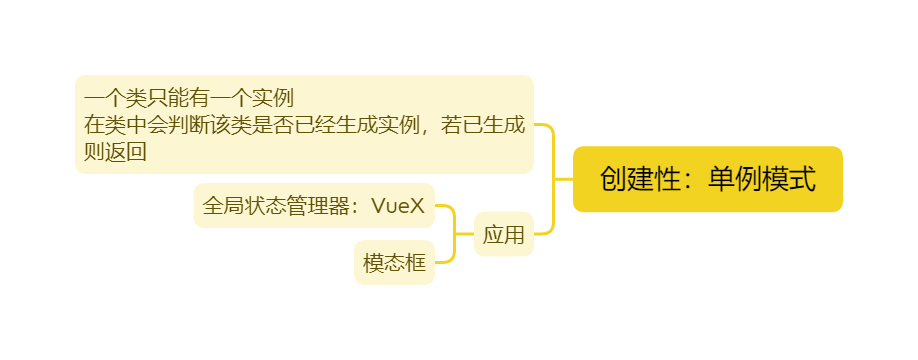 一个类只能有一个实例
在类中会判断该类是否已经生成实例，若已生成
则返回
创建性：单例模式
全局状态管理器：VueX
应用
模态框